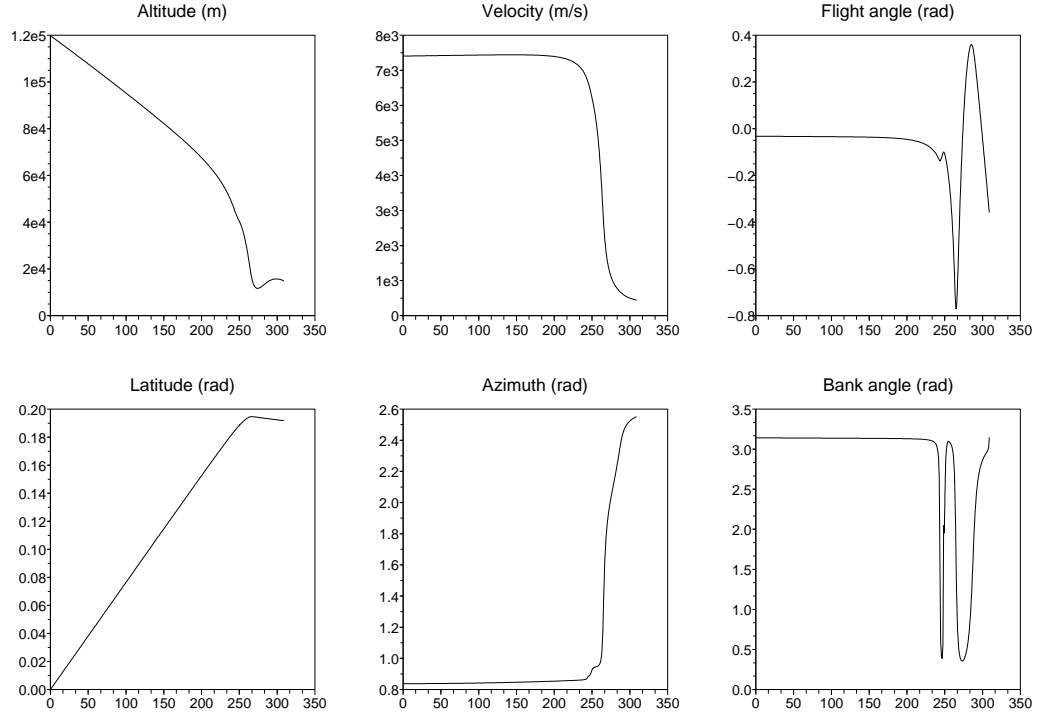 Altitude (m)
1.2e5
1e5
8e4
6e4
4e4
2e4
0
0 50 100 150 200 250 300 350
Velocity (m/s)
8e3
7e3
6e3
5e3
4e3
3e3
2e3
1e3
0
0 50 100 150 200 250 300 350
Flight angle (rad)
0.4
0.2
0.0
−0.2
−0.4
−0.6
−0.8
0 50 100 150 200 250 300 350
Latitude (rad)
0.20
0.18
0.16
0.14
0.12
0.10
0.08
0.06
0.04
0.02
0.00
0 50 100 150 200 250 300 350
Azimuth (rad)
2.6
2.4
2.2
2.0
1.8
1.6
1.4
1.2
1.0
0.8
0 50 100 150 200 250 300 350
Bank angle (rad)
3.5
3.0
2.5
2.0
1.5
1.0
0.5
0.0
0 50 100 150 200 250 300 350